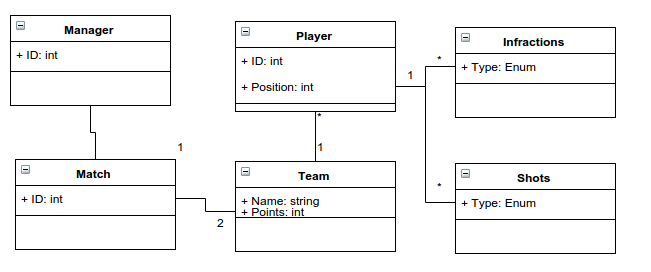 Manager
+ ID: int
Player
+ ID: int
+ Position: int
Infractions
+ Type: Enum
1
*
*
1
*
1
Match
+ ID: int
2
Team
+ Name: string
+ Points: int
Shots
+ Type: Enum